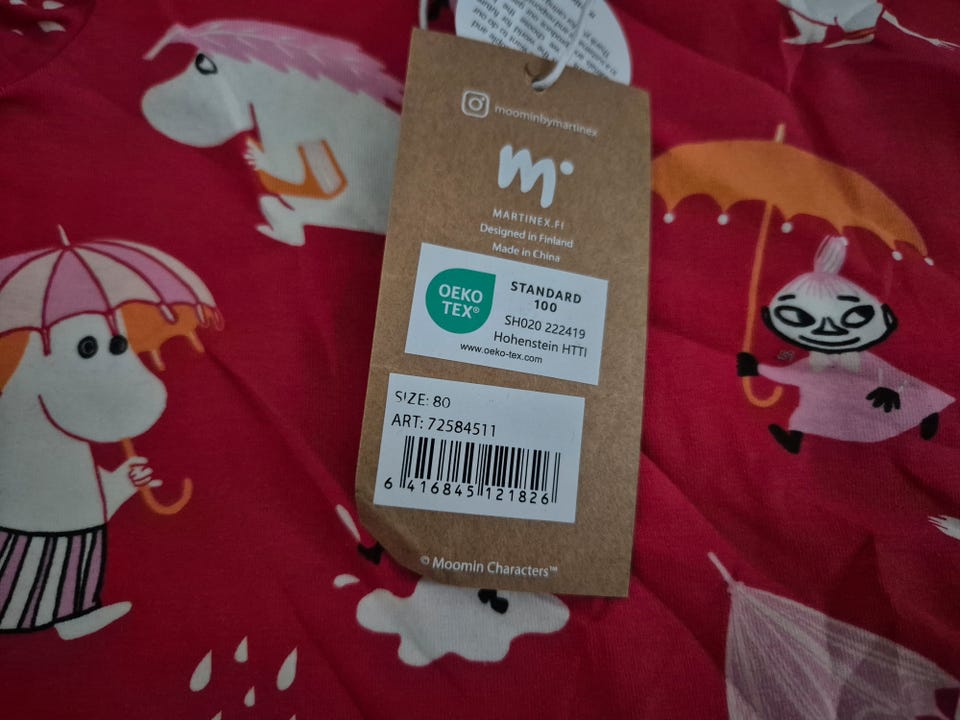 moominbymartinex
m
MARTINEX.FI
Designed in Finland
Made in China
OEKO
TEX®
STANDARD
100
SH020 222419
Hohenstein HTTI
www.oeko-tex.com
SIZE: 80
ART: 72584511
6 416845 121826
© Moomin Characters™